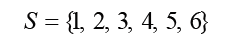 S = {1, 2, 3, 4, 5, 6}